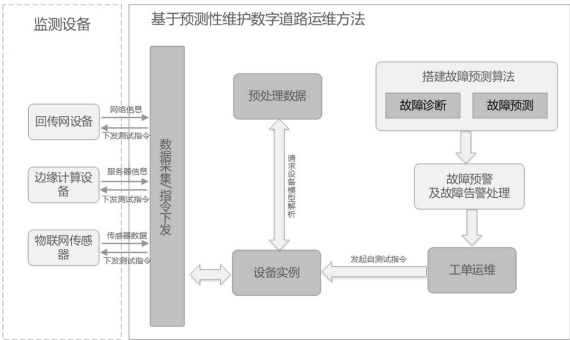 监测设备
基于预测性维护数字道路运维方法
搭建故障预测算法
预处理数据
故障诊断
故障预测
网络信息
回传网设备
下发测试指令
数据采集/指令下发
请求设备模型解析
服务器信息
边缘计算设
备
下发测试指令
故障预警
及故障告警处理
传感器数据
物联网传感
器
下发测试指令
设备实例
发起自测试指令
工单运维